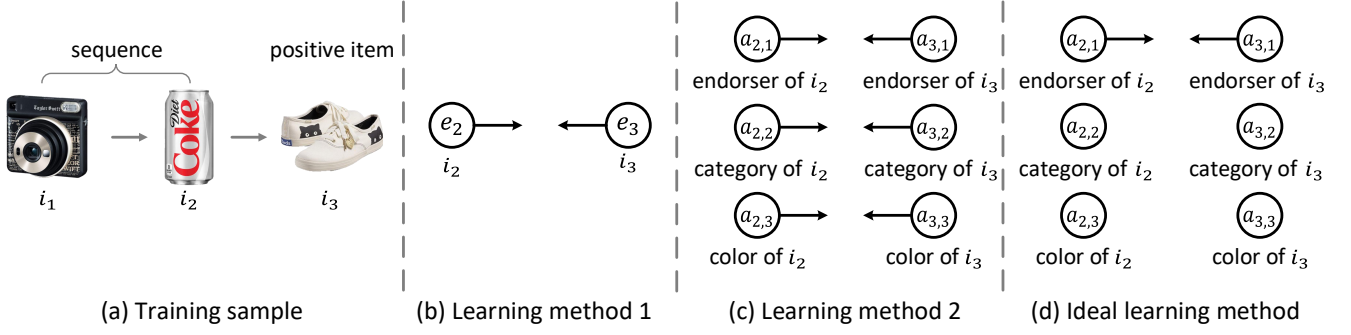 sequence
positive item
Taylor Swift
Diet
Coke
i₁
i₂
i₃
(a) Training sample
e₂
e₃
i₂
i₃
(b) Learning method 1
a₂,₁
a₃,₁
endorser of i₂
endorser of i₃
a₂,₂
a₃,₂
category of i₂
category of i₃
a₂,₃
a₃,₃
color of i₂
color of i₃
(c) Learning method 2
a₂,₁
a₃,₁
endorser of i₂
endorser of i₃
a₂,₂
a₃,₂
category of i₂
category of i₃
a₂,₃
a₃,₃
color of i₂
color of i₃
(d) Ideal learning method